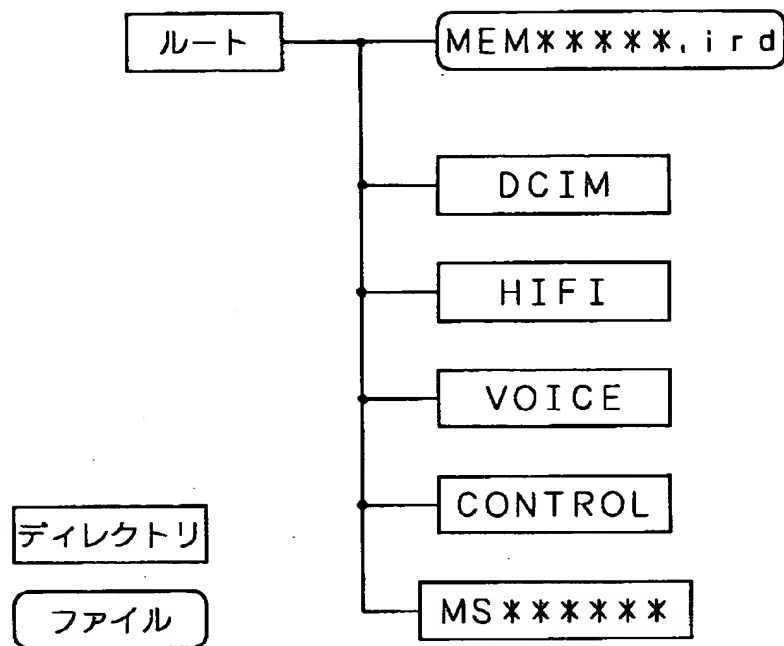 ルート
MEM*****.ird
DCIM
HIFI
VOICE
CONTROL
MS******
ディレクトリ
ファイル